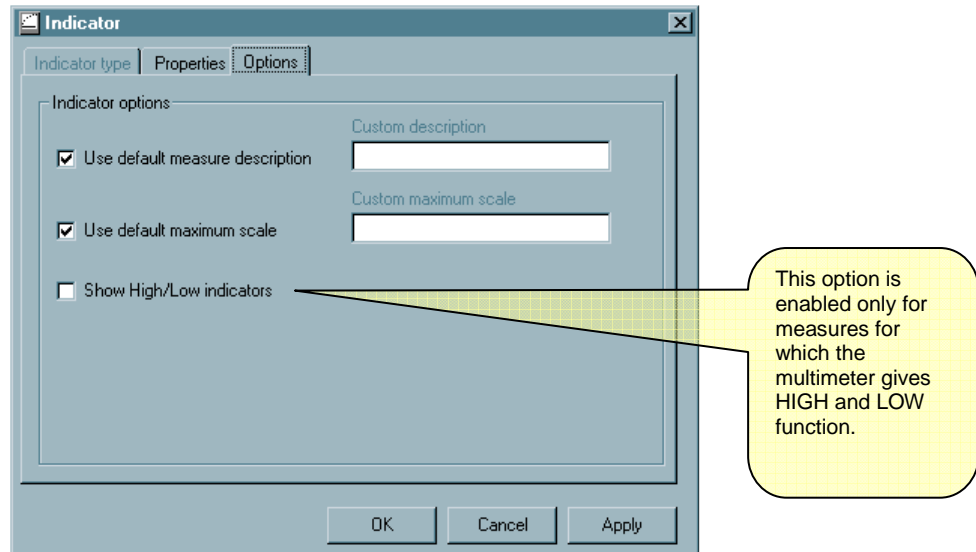 Indicator
Indicator type Properties Options
Indicator options
Custom description
Use default measure description
Custom maximum scale
Use default maximum scale
Show High/Low indicators
This option is
enabled only for
measures for
which the
multimeter gives
HIGH and LOW
function.
OK Cancel Apply